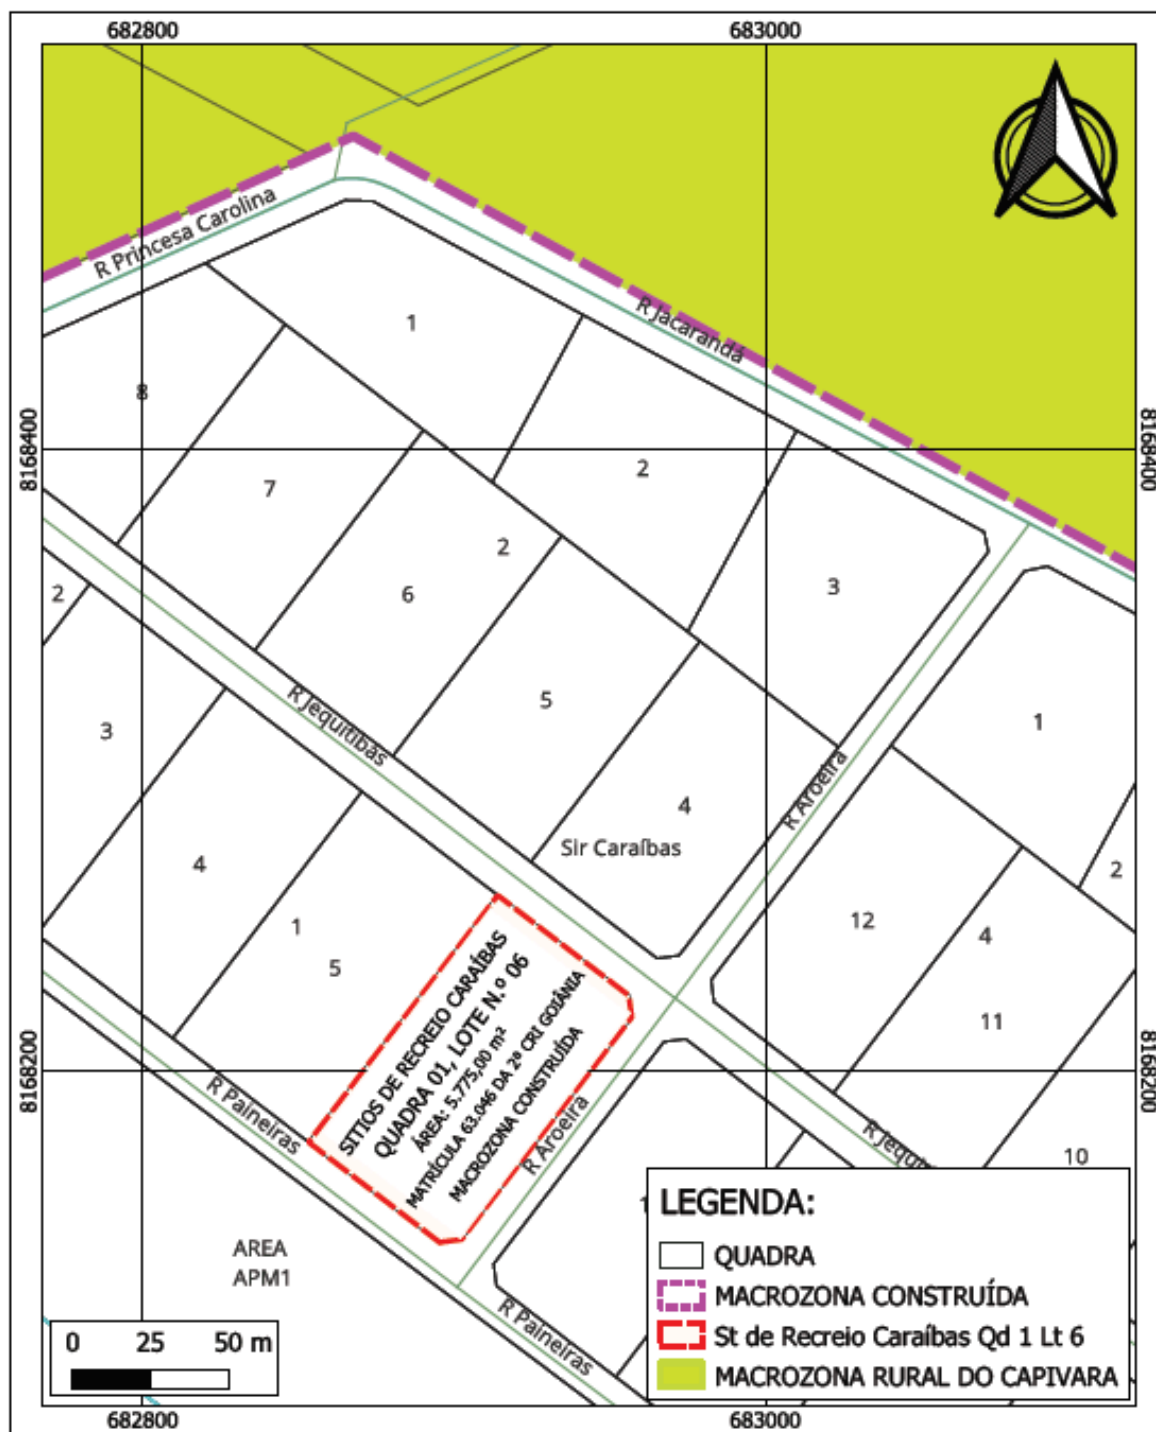 682800
683000
R Princesa Carolina
R Jacarandá
1
8
8168400
8168400
2
7
2
6
3
2
5
3
R Jequitibás
1
4
R Aroeira
Sir Caraíbas
4
2
12
1
4
5
11
SITIOS DE RECREIO CARAÍBAS
QUADRA 01, LOTE N.º 06
ÁREA: 5.775,00 m²
MATRÍCULA 63.046 DA 2ª CRI GOIÂNIA
MACROZONA CONSTRUÍDA
8168200
8168200
R Paineiras
R Aroeira
R Jequi
10
1
AREA
APM1
R Paineiras
LEGENDA:
QUADRA
MACROZONA CONSTRUÍDA
St de Recreio Caraíbas Qd 1 Lt 6
MACROZONA RURAL DO CAPIVARA
0 25 50 m
682800
683000